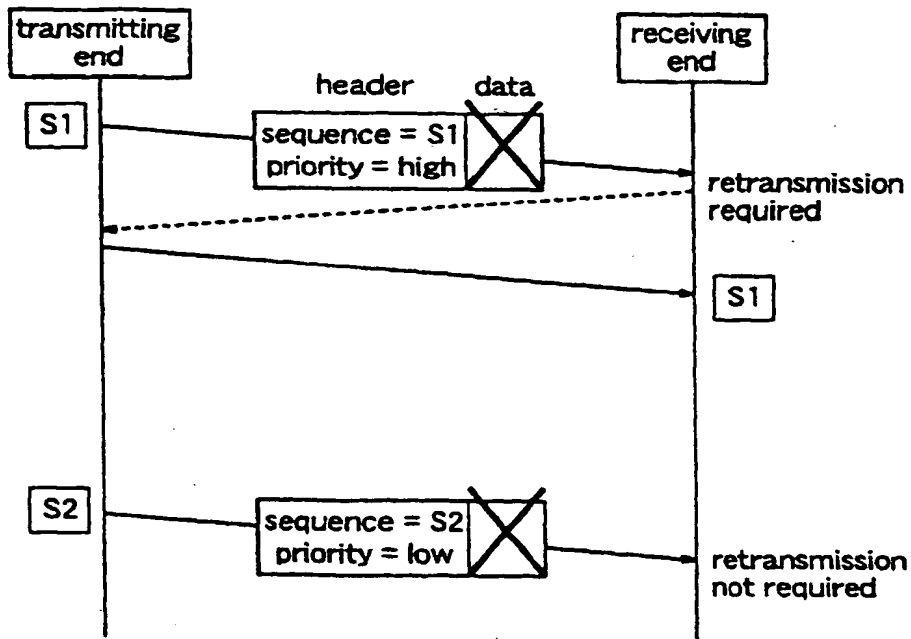 transmitting
end
receiving
end
header
data
S1
sequence = S1
priority = high
retransmission
required
S1
S2
sequence = S2
priority = low
retransmission
not required